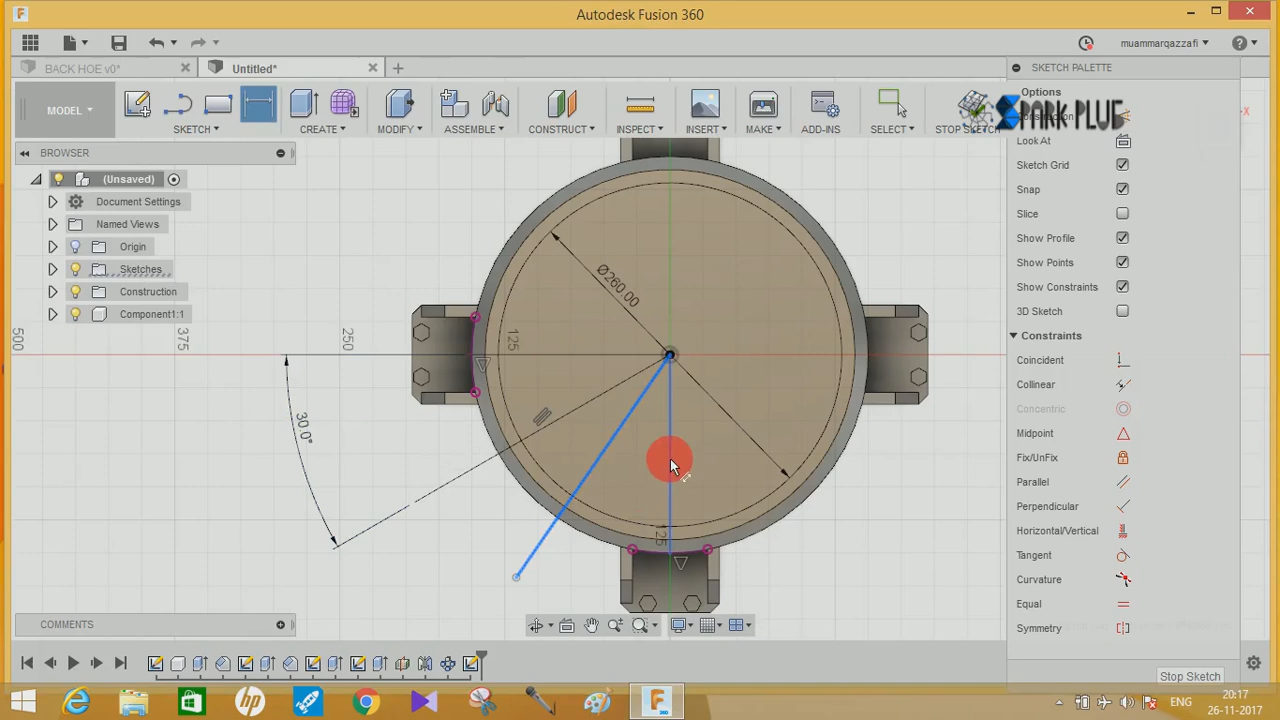 Autodesk Fusion 360
muammarqazzafi
BACK HOE v0*
Untitled*
SKETCH PALETTE
MODEL
SKETCH
CREATE
MODIFY
ASSEMBLE
CONSTRUCT
INSPECT
INSERT
MAKE
ADD-INS
SELECT
STOP SKETCH
SPARK PLUG
BROWSER
(Unsaved)
Document Settings
Named Views
Origin
Sketches
Construction
Component1:1
Options
Construction
Look At
Sketch Grid
Snap
Slice
Show Profile
Show Points
Show Constraints
3D Sketch
Constraints
Coincident
Collinear
Concentric
Midpoint
Fix/UnFix
Parallel
Perpendicular
Horizontal/Vertical
Tangent
Curvature
Equal
Symmetry
Ø260.00
500
375
250
125
30.0°
125
COMMENTS
Stop Sketch
360
ENG
20:17
26-11-2017